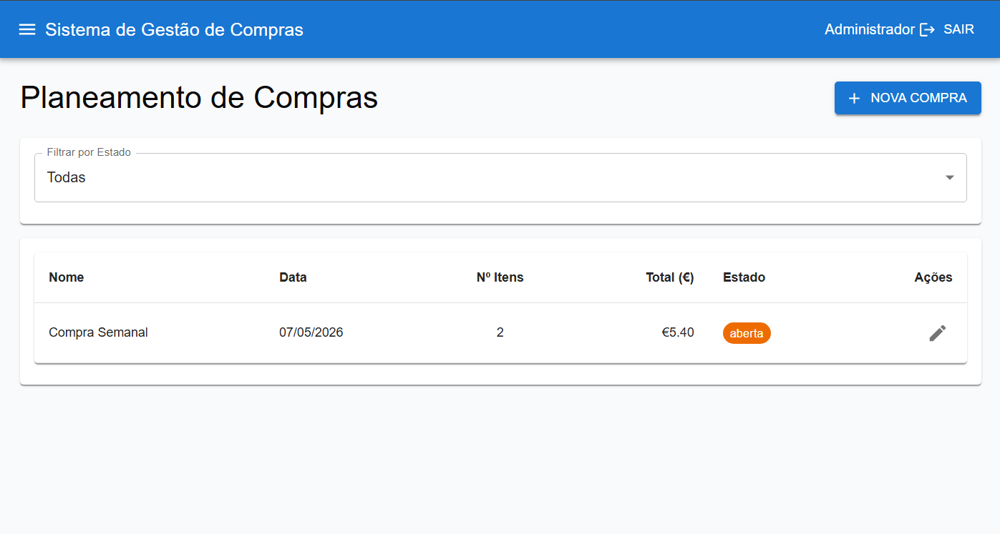 Sistema de Gestão de Compras
Administrador SAIR
Planeamento de Compras
NOVA COMPRA
Filtrar por Estado
Todas
Nome Data Nº Itens Total (€) Estado Ações
Compra Semanal 07/05/2026 2 €5.40 aberta